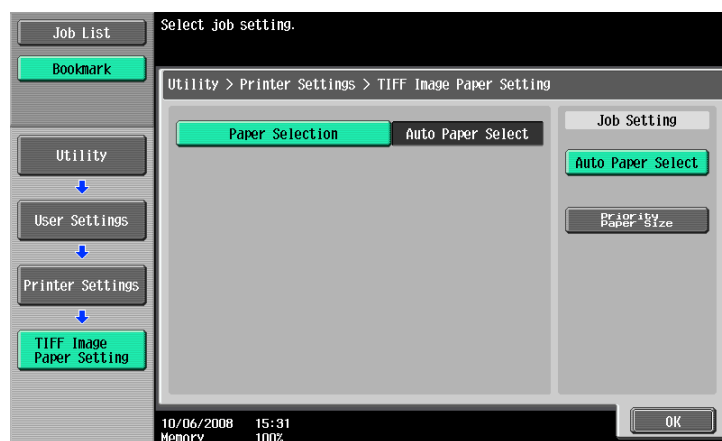 Job List
Bookmark
Utility
User Settings
Printer Settings
TIFF Image
Paper Setting
Select job setting.
Utility > Printer Settings > TIFF Image Paper Setting
Paper Selection
Auto Paper Select
Job Setting
Auto Paper Select
Priority
Paper Size
10/06/2008 15:31
Memory 100%
OK